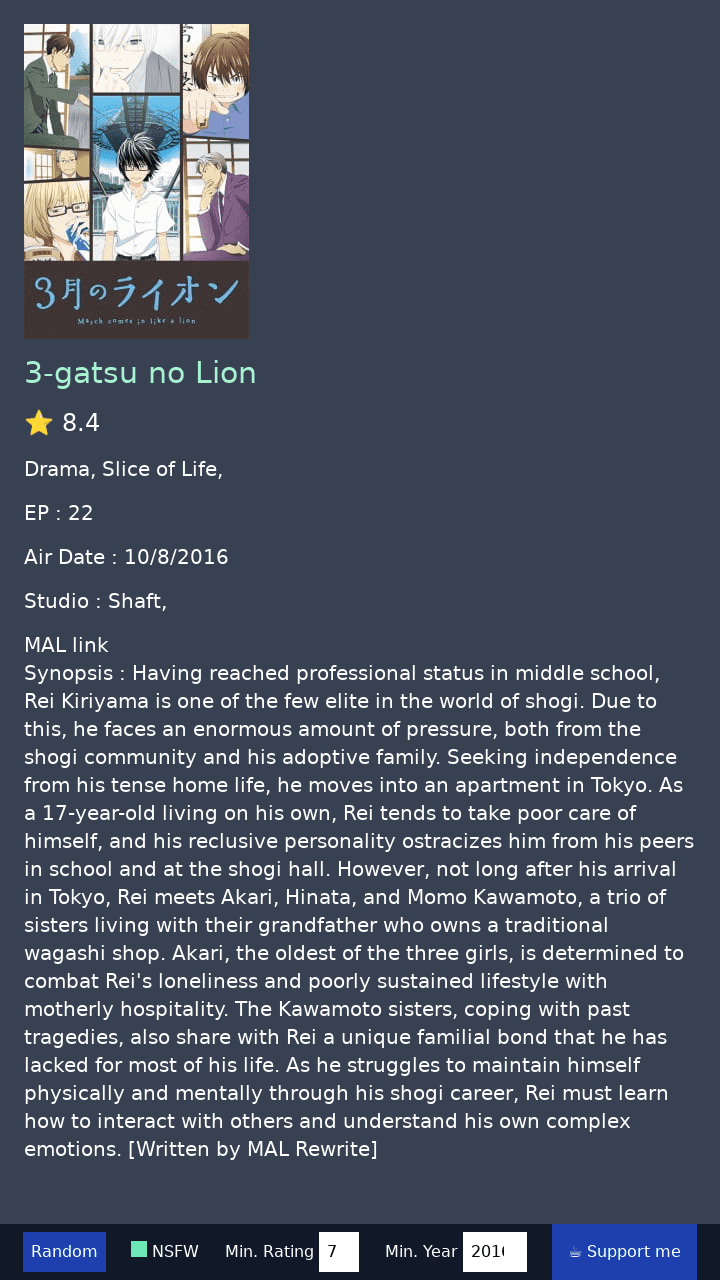 3月のライオン
March comes in like a lion
3-gatsu no Lion
8.4
Drama, Slice of Life,
EP : 22
Air Date : 10/8/2016
Studio : Shaft,
MAL link
Synopsis : Having reached professional status in middle school,
Rei Kiriyama is one of the few elite in the world of shogi. Due to
this, he faces an enormous amount of pressure, both from the
shogi community and his adoptive family. Seeking independence
from his tense home life, he moves into an apartment in Tokyo. As
a 17-year-old living on his own, Rei tends to take poor care of
himself, and his reclusive personality ostracizes him from his peers
in school and at the shogi hall. However, not long after his arrival
in Tokyo, Rei meets Akari, Hinata, and Momo Kawamoto, a trio of
sisters living with their grandfather who owns a traditional
wagashi shop. Akari, the oldest of the three girls, is determined to
combat Rei's loneliness and poorly sustained lifestyle with
motherly hospitality. The Kawamoto sisters, coping with past
tragedies, also share with Rei a unique familial bond that he has
lacked for most of his life. As he struggles to maintain himself
physically and mentally through his shogi career, Rei must learn
how to interact with others and understand his own complex
emotions. [Written by MAL Rewrite]
Random NSFW Min. Rating 7 Min. Year ☕ Support me